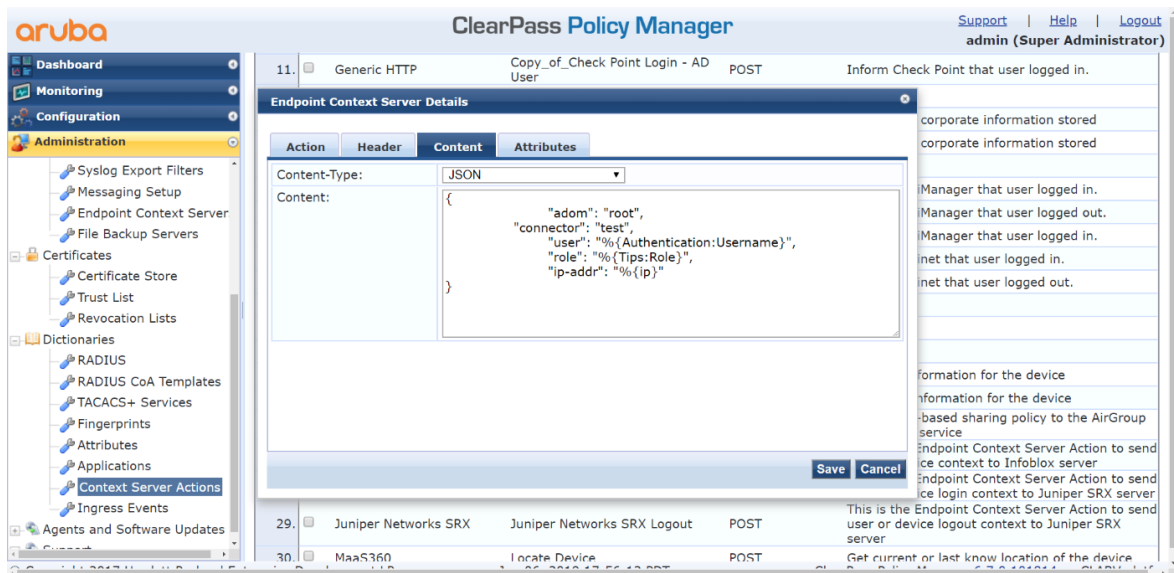 aruba
ClearPass Policy Manager
Support | Help | Logout
admin (Super Administrator)
Dashboard
Monitoring
Configuration
Administration
Syslog Export Filters
Messaging Setup
Endpoint Context Server
File Backup Servers
Certificates
Certificate Store
Trust List
Revocation Lists
Dictionaries
RADIUS
RADIUS CoA Templates
TACACS+ Services
Fingerprints
Attributes
Applications
Context Server Actions
Ingress Events
Agents and Software Updates
11. Generic HTTP Copy_of_Check Point Login - AD User POST Inform Check Point that user logged in.
Endpoint Context Server Details
Action Header Content Attributes
Content-Type: JSON
Content:
{
"adom": "root",
"connector": "test",
"user": "%{Authentication:Username}",
"role": "%{Tips:Role}",
"ip-addr": "%{ip}"
}
Save Cancel
corporate information stored
corporate information stored
iManager that user logged in.
iManager that user logged out.
iManager that user logged in.
inet that user logged in.
inet that user logged out.
formation for the device
formation for the device
-based sharing policy to the AirGroup
service
Endpoint Context Server Action to send
ice context to Infoblox server
Endpoint Context Server Action to send
ce login context to Juniper SRX server
29. Juniper Networks SRX Juniper Networks SRX Logout POST This is the Endpoint Context Server Action to send user or device logout context to Juniper SRX server
30. MaaS360 Locate Device POST Get current or last know location of the device